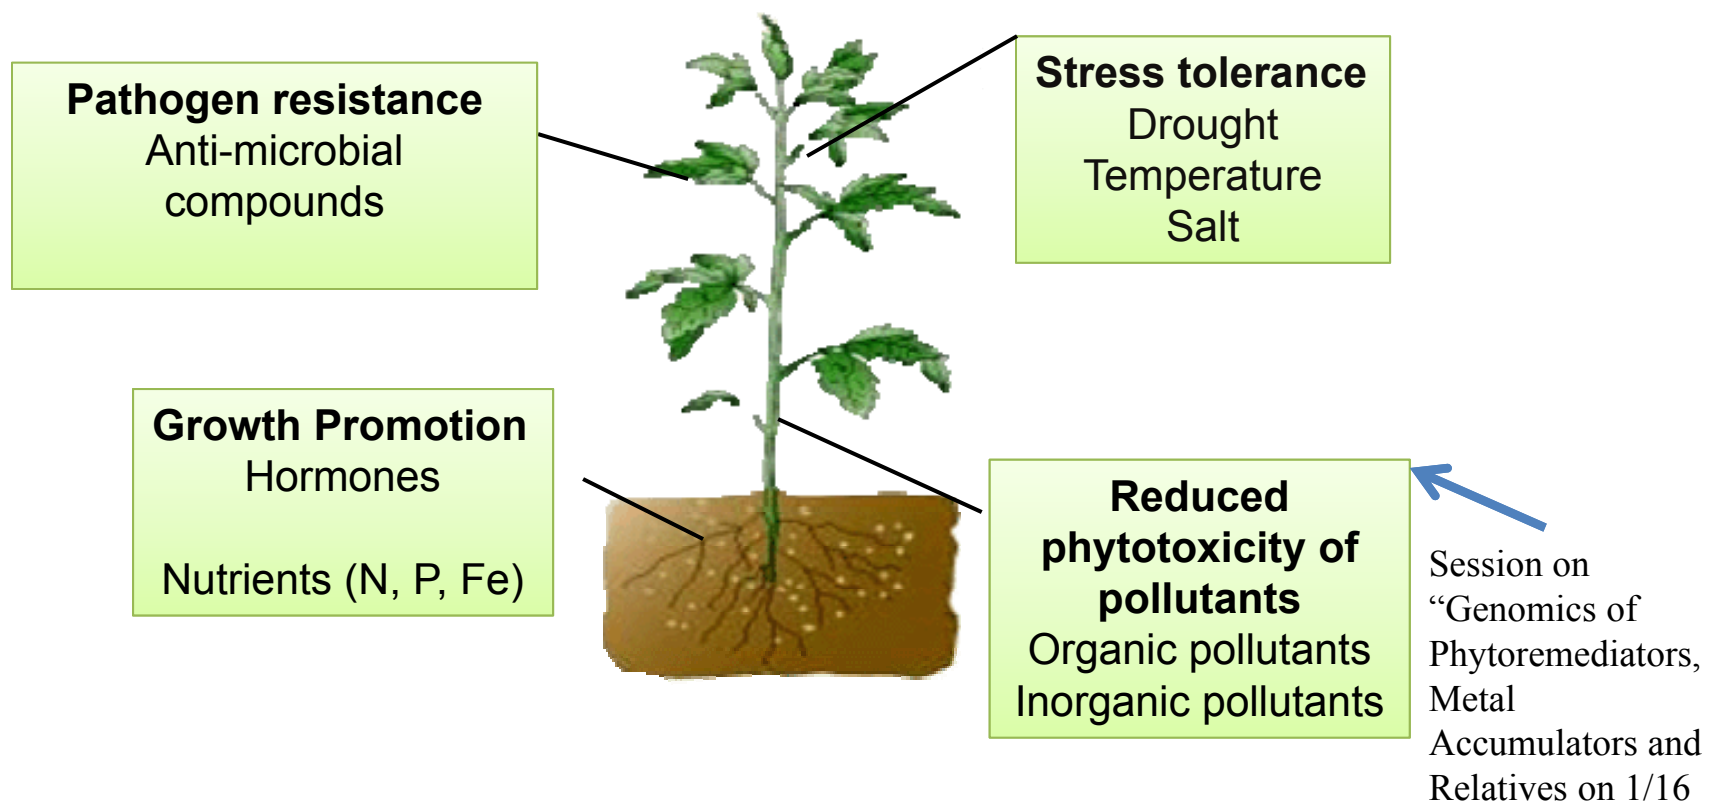 Pathogen resistance
Anti-microbial
compounds
Stress tolerance
Drought
Temperature
Salt
Growth Promotion
Hormones
Nutrients (N, P, Fe)
Reduced
phytotoxicity of
pollutants
Organic pollutants
Inorganic pollutants
Session on
“Genomics of
Phytoremediators,
Metal
Accumulators and
Relatives on 1/16